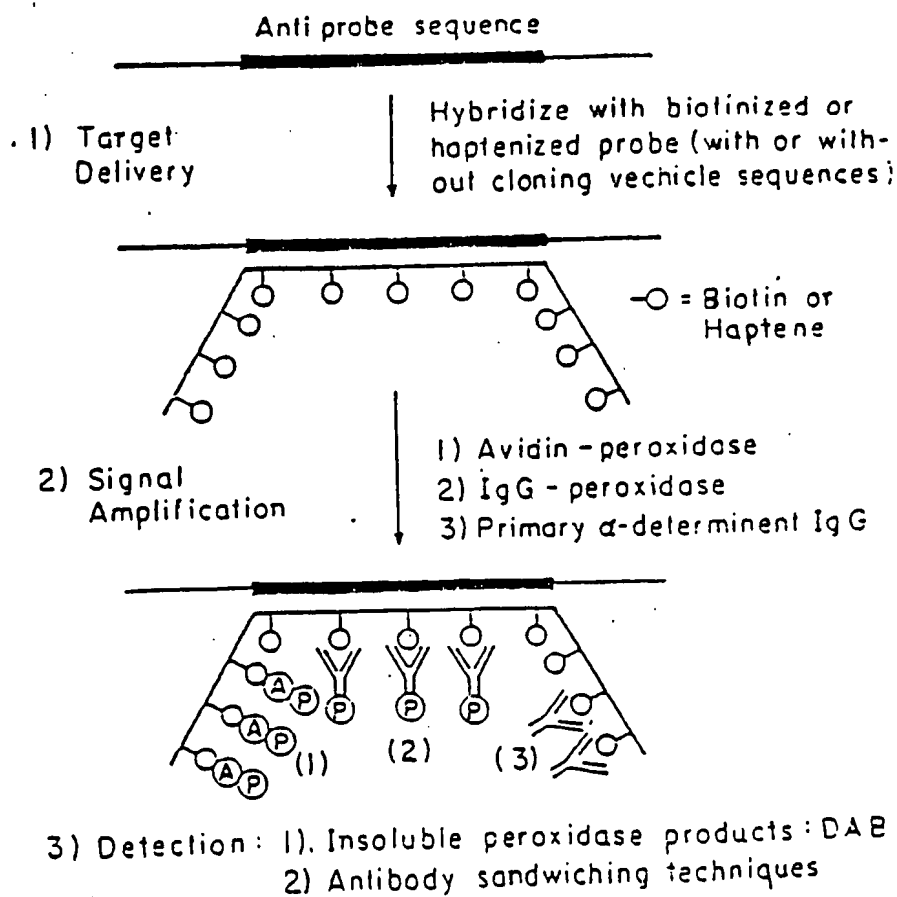 Anti probe sequence
1) Target
Delivery
Hybridize with biotinized or
haptenized probe (with or with-
out cloning vechicle sequences)
-O = Biotin or
Haptene
2) Signal
Amplification
1) Avidin - peroxidase
2) IgG - peroxidase
3) Primary α-determinent IgG
A P
A P
A P
P
P
P
(1)
(2)
(3)
3) Detection: 1). Insoluble peroxidase products: DAB
2) Antibody sandwiching techniques